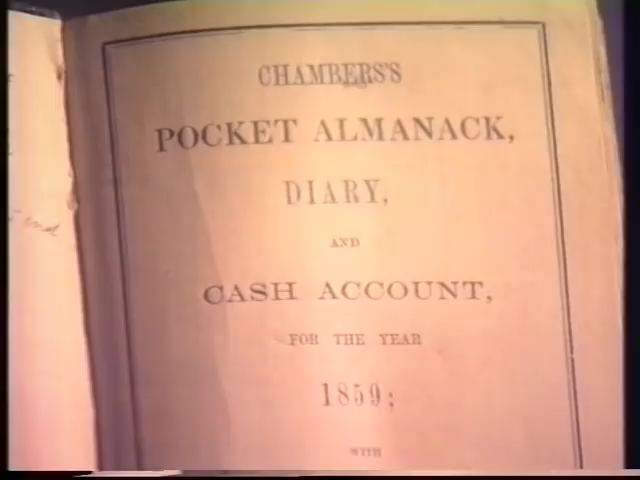 CHAMBERS'S
POCKET ALMANACK,
DIARY,
AND
CASH ACCOUNT,
FOR THE YEAR
1859;
WITH